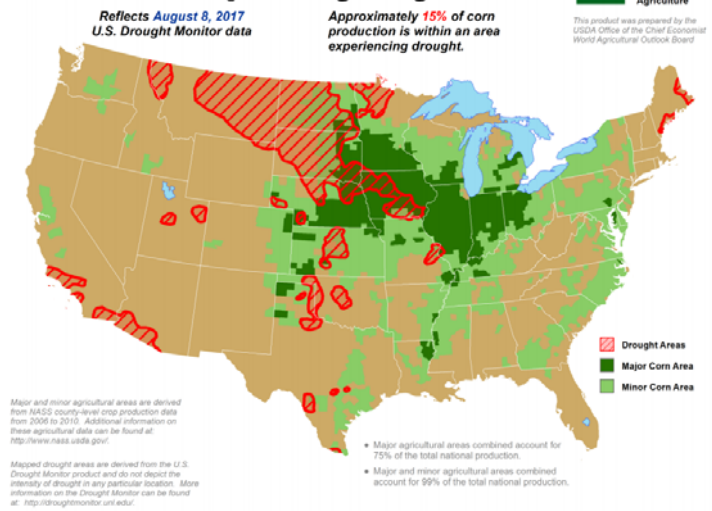 Agriculture
Reflects August 8, 2017
U.S. Drought Monitor data
Approximately 15% of corn
production is within an area
experiencing drought.
This product was prepared by the
USDA Office of the Chief Economist
World Agricultural Outlook Board
Drought Areas
Major Corn Area
Minor Corn Area
Major and minor agricultural areas are derived
from NASS county-level crop production data
from 2006 to 2010. Additional information on
these agricultural data can be found at:
http://www.nass.usda.gov/.
Mapped drought areas are derived from the U.S.
Drought Monitor product and do not depict the
intensity of drought in any particular location. More
information on the Drought Monitor can be found
at: http://droughtmonitor.unl.edu/.
• Major agricultural areas combined account for
75% of the total national production.
• Major and minor agricultural areas combined
account for 99% of the total national production.